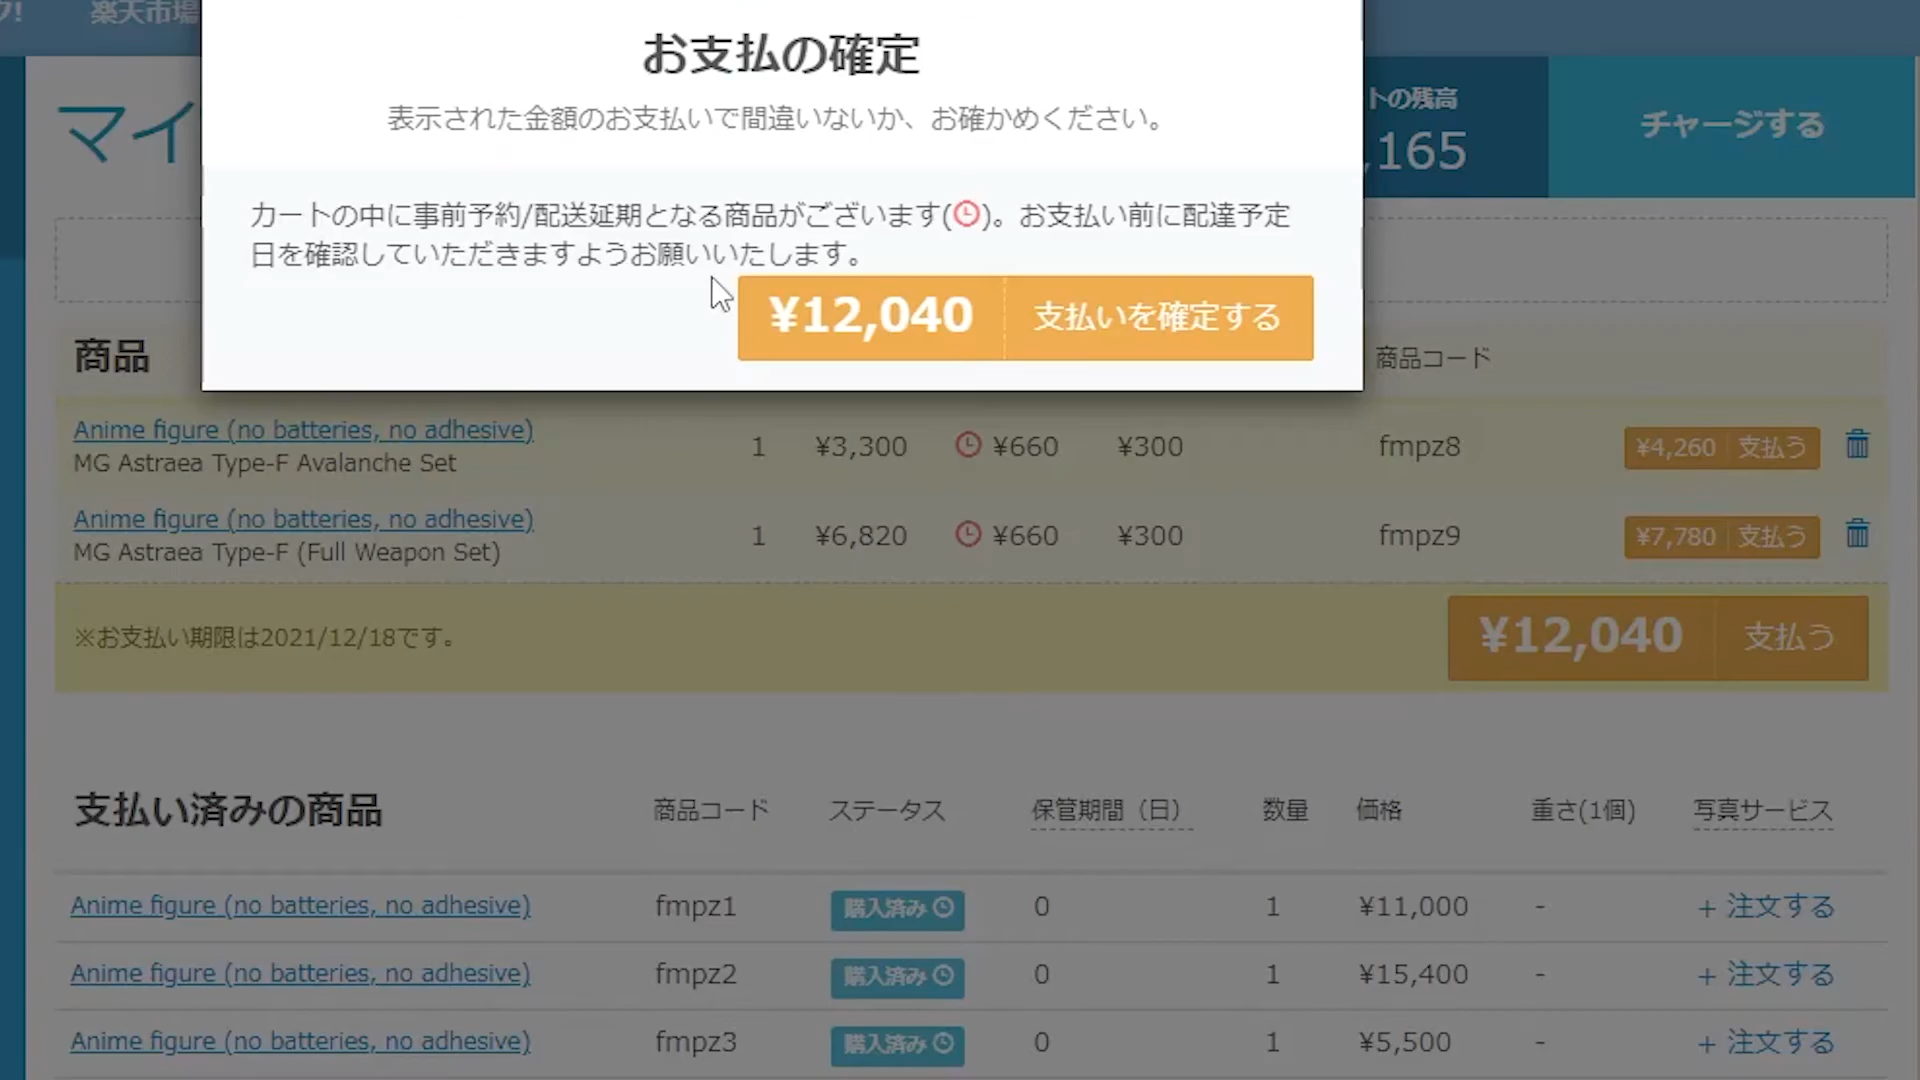 ク! 楽天市場
お支払の確定
表示された金額のお支払いで間違いないか、お確かめください。
マイ
トの残高
,165
チャージする
カートの中に事前予約/配送延期となる商品がございます()。お支払い前に配達予定
日を確認していただきますようお願いいたします。
¥12,040 支払いを確定する
商品 商品コード
Anime figure (no batteries, no adhesive)
MG Astraea Type-F Avalanche Set
1 ¥3,300 ¥660 ¥300 fmpz8 ¥4,260 支払う
Anime figure (no batteries, no adhesive)
MG Astraea Type-F (Full Weapon Set)
1 ¥6,820 ¥660 ¥300 fmpz9 ¥7,780 支払う
※お支払い期限は2021/12/18です。
¥12,040 支払う
支払い済みの商品 商品コード ステータス 保管期間（日） 数量 価格 重さ(1個) 写真サービス
Anime figure (no batteries, no adhesive) fmpz1 購入済み 0 1 ¥11,000 - + 注文する
Anime figure (no batteries, no adhesive) fmpz2 購入済み 0 1 ¥15,400 - + 注文する
Anime figure (no batteries, no adhesive) fmpz3 購入済み 0 1 ¥5,500 - + 注文する